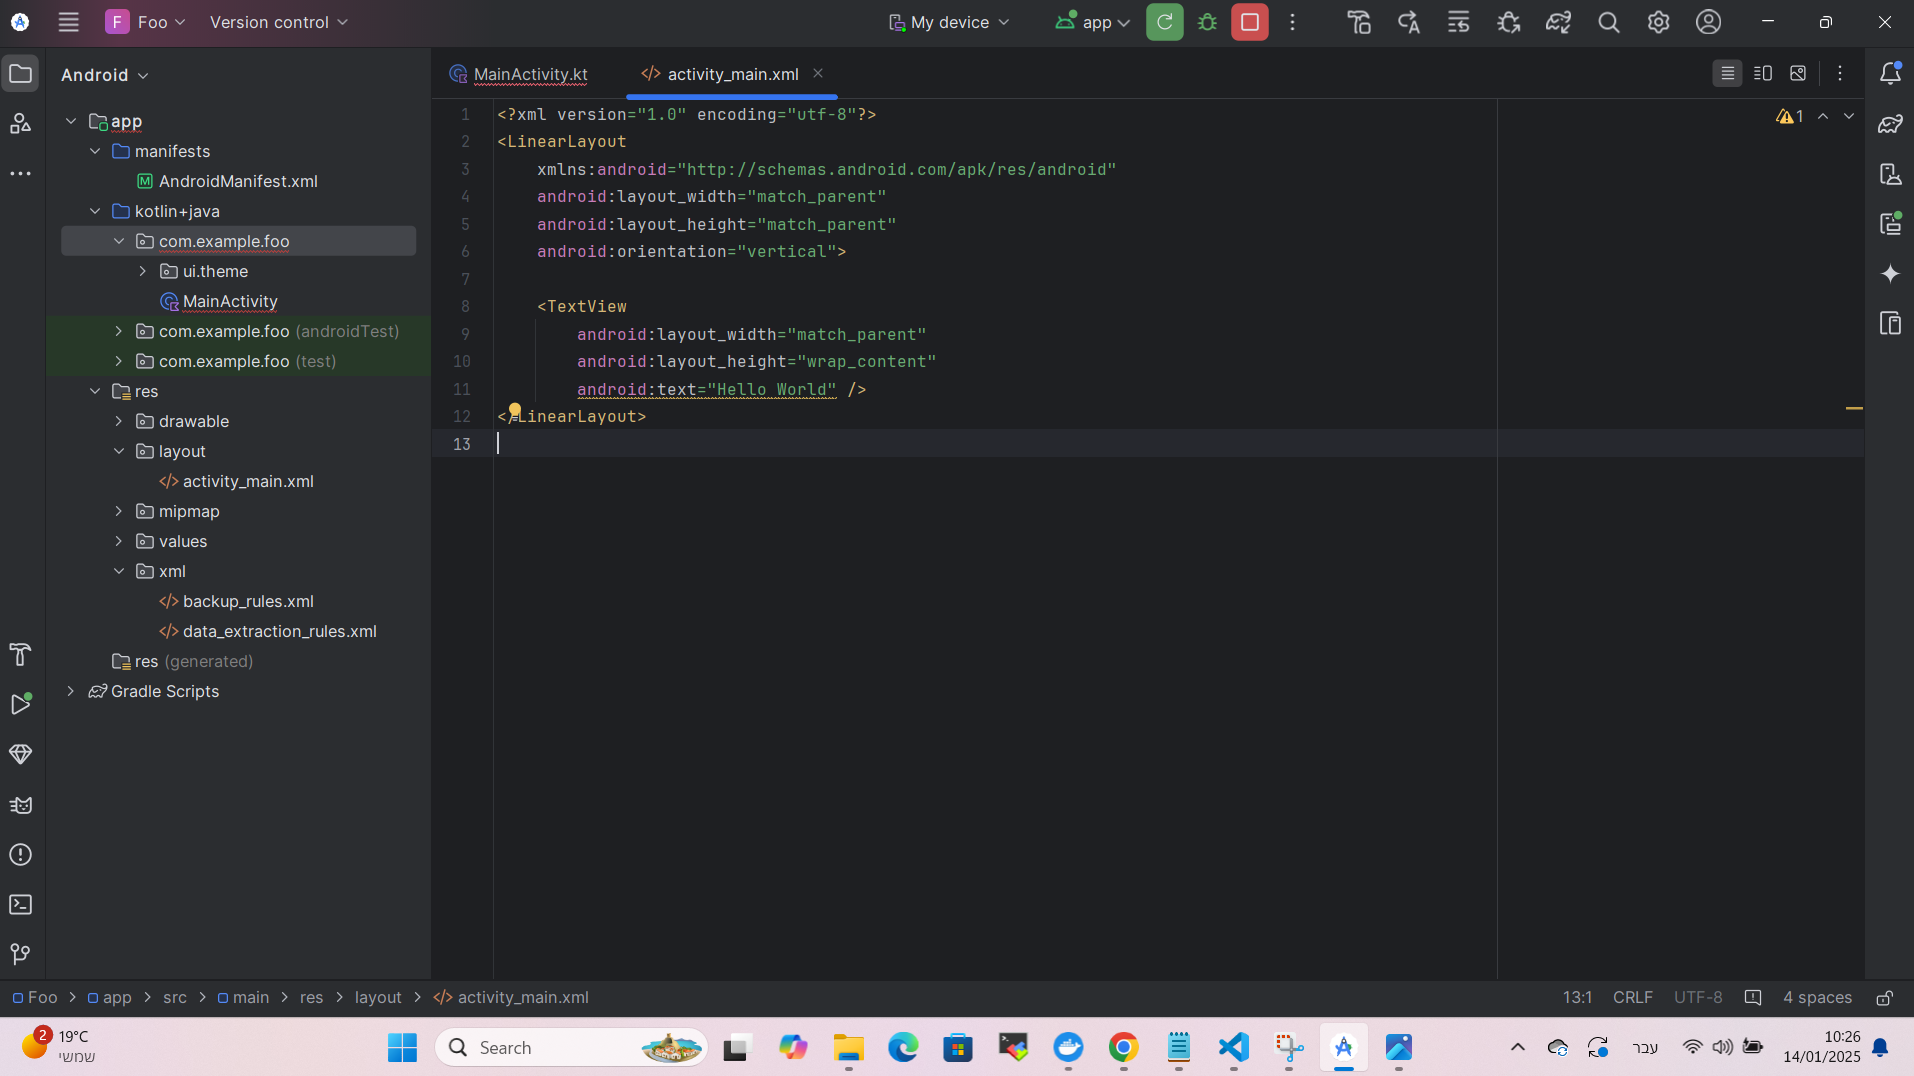 F Foo Version control My device app
Android
MainActivity.kt activity_main.xml
app
manifests
AndroidManifest.xml
kotlin+java
com.example.foo
ui.theme
MainActivity
com.example.foo (androidTest)
com.example.foo (test)
res
drawable
layout
activity_main.xml
mipmap
values
xml
backup_rules.xml
data_extraction_rules.xml
res (generated)
Gradle Scripts
1 <?xml version="1.0" encoding="utf-8"?>
2 <LinearLayout
3 xmlns:android="http://schemas.android.com/apk/res/android"
4 android:layout_width="match_parent"
5 android:layout_height="match_parent"
6 android:orientation="vertical">
7
8 <TextView
9 android:layout_width="match_parent"
10 android:layout_height="wrap_content"
11 android:text="Hello World" />
12 </LinearLayout>
13
1
Foo > app > src > main > res > layout > activity_main.xml
13:1 CRLF UTF-8 4 spaces
2
19°C
שמשי
Search
עבר
10:26
14/01/2025